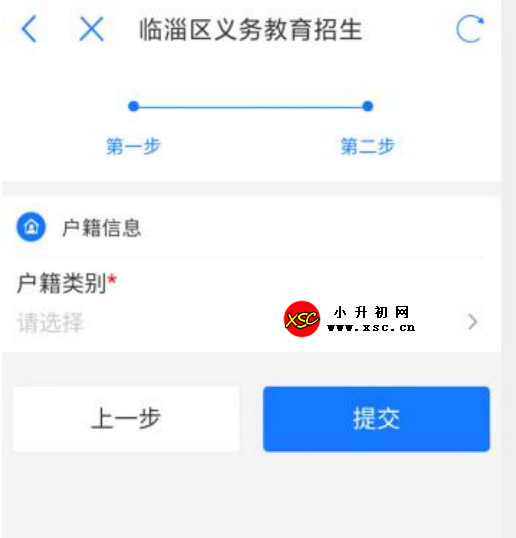 临淄区义务教育招生
第一步 第二步
户籍信息
户籍类别*
请选择
XSC 小升初网
www.xsc.cn
上一步 提交